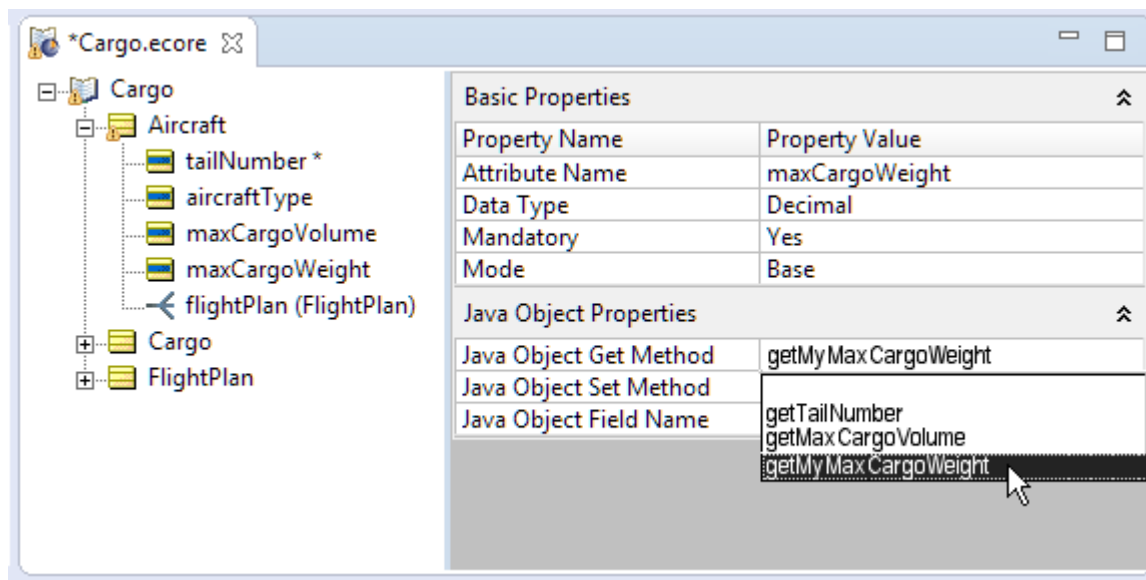 *Cargo.ecore
Cargo
Aircraft
tailNumber *
aircraftType
maxCargoVolume
maxCargoWeight
flightPlan (FlightPlan)
Cargo
FlightPlan
Basic Properties
Property Name Property Value
Attribute Name maxCargoWeight
Data Type Decimal
Mandatory Yes
Mode Base
Java Object Properties
Java Object Get Method getMyMaxCargoWeight
Java Object Set Method
Java Object Field Name
getTailNumber
getMaxCargoVolume
getMyMaxCargoWeight